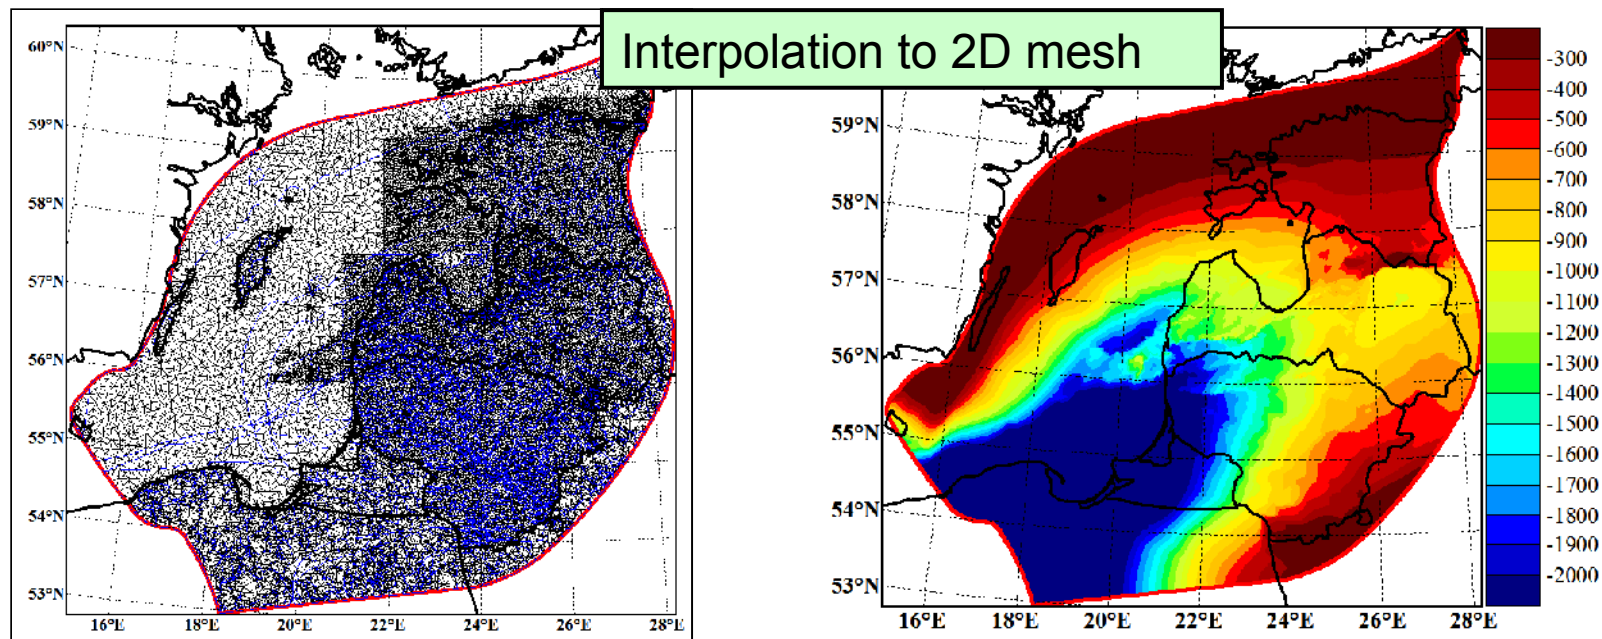 Interpolation to 2D mesh
60°N
59°N
58°N
57°N
56°N
55°N
54°N
53°N
16°E
18°E
20°E
22°E
24°E
26°E
28°E
59°N
58°N
57°N
56°N
55°N
54°N
53°N
16°E
18°E
20°E
22°E
23°E
24°E
26°E
28°E
-300
-400
-500
-600
-700
-800
-900
-1000
-1100
-1200
-1300
-1400
-1500
-1600
-1700
-1800
-1900
-2000